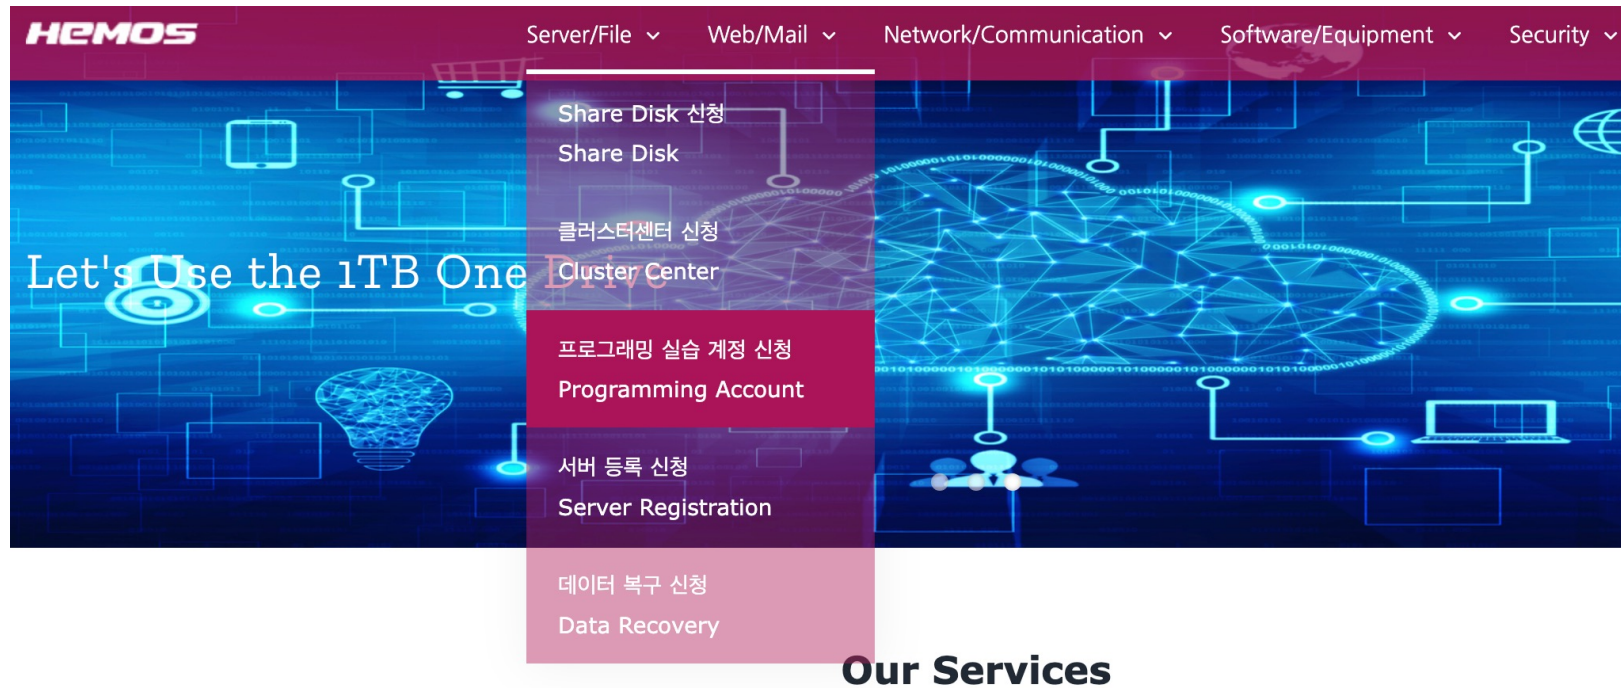 HEMOS
Server/File
Web/Mail
Network/Communication
Software/Equipment
Security
Share Disk 신청
Share Disk
클러스터센터 신청
Cluster Center
프로그래밍 실습 계정 신청
Programming Account
서버 등록 신청
Server Registration
데이터 복구 신청
Data Recovery
Let's Use the 1TB One Drive
Our Services